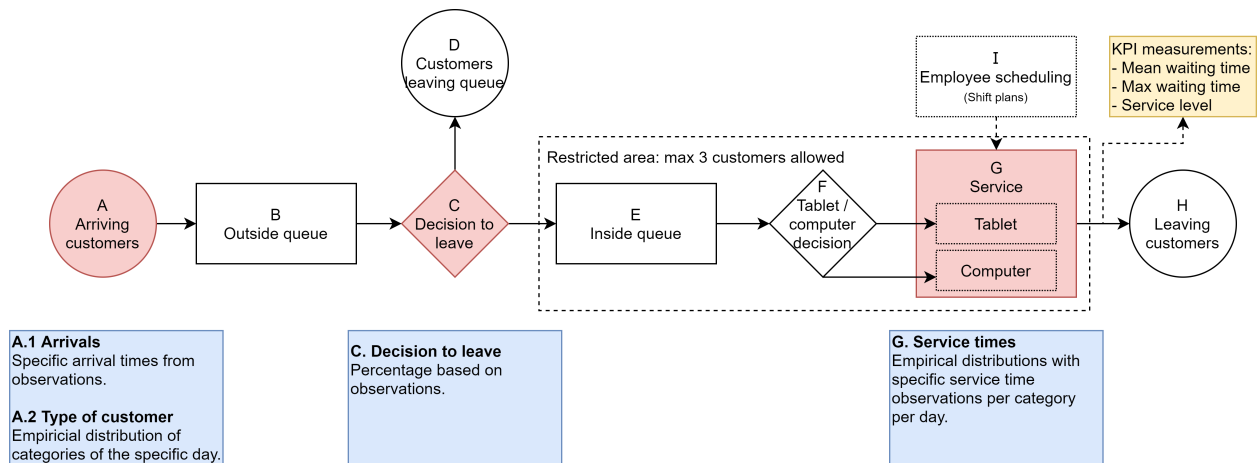 D
Customers
leaving queue
I
Employee scheduling
(Shift plans)
KPI measurements:
- Mean waiting time
- Max waiting time
- Service level
Restricted area: max 3 customers allowed
A
Arriving
customers
B
Outside queue
C
Decision to
leave
E
Inside queue
F
Tablet /
computer
decision
G
Service
Tablet
Computer
H
Leaving
customers
A.1 Arrivals
Specific arrival times from
observations.
A.2 Type of customer
Empiricial distribution of
categories of the specific day.
C. Decision to leave
Percentage based on
observations.
G. Service times
Empirical distributions with
specific service time
observations per category
per day.